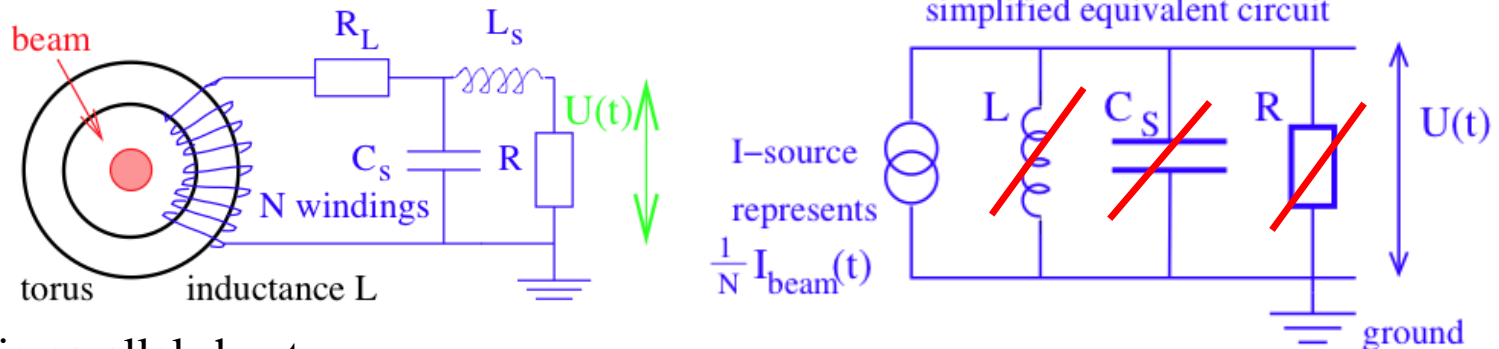 beam
R_L
L_s
U(t)
C_s
R
N windings
torus
inductance L
simplified equivalent circuit
I–source
represents
1/N I_beam(t)
L
C_S
R
U(t)
ground